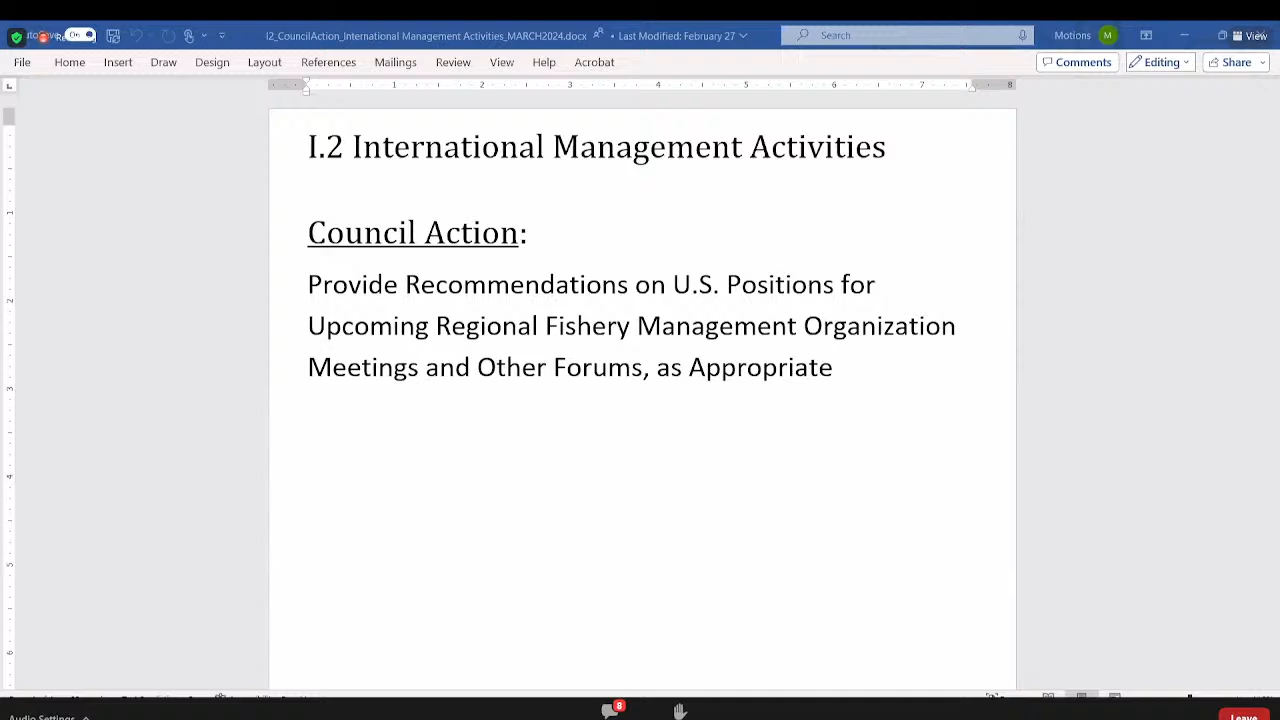 I2_CouncilAction_International Management Activities_MARCH2024.docx
• Last Modified: February 27
Search
Motions M
View
File Home Insert Draw Design Layout References Mailings Review View Help Acrobat
Comments Editing Share
I.2 International Management Activities
Council Action:
Provide Recommendations on U.S. Positions for
Upcoming Regional Fishery Management Organization
Meetings and Other Forums, as Appropriate
8
Audio Settings
Leave